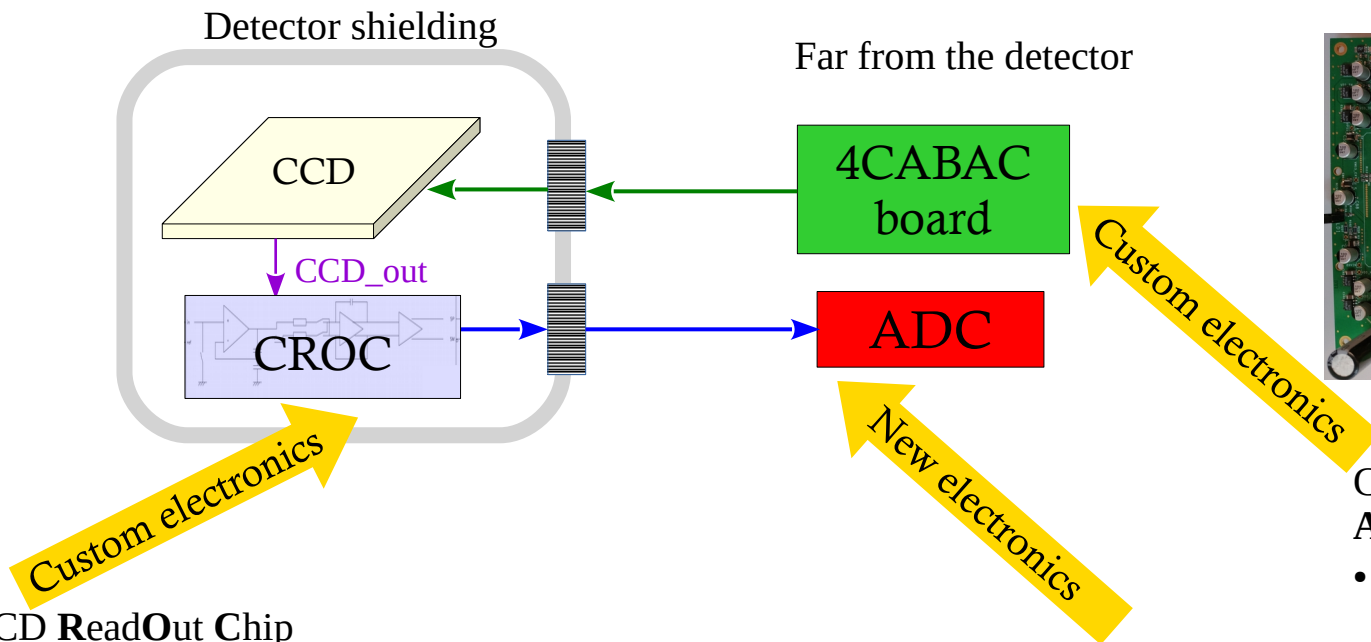 Detector shielding
Far from the detector
CCD
4CABAC
board
CCD_out
CROC
ADC
Custom electronics
Custom electronics
New electronics
CD ReadOut Chip